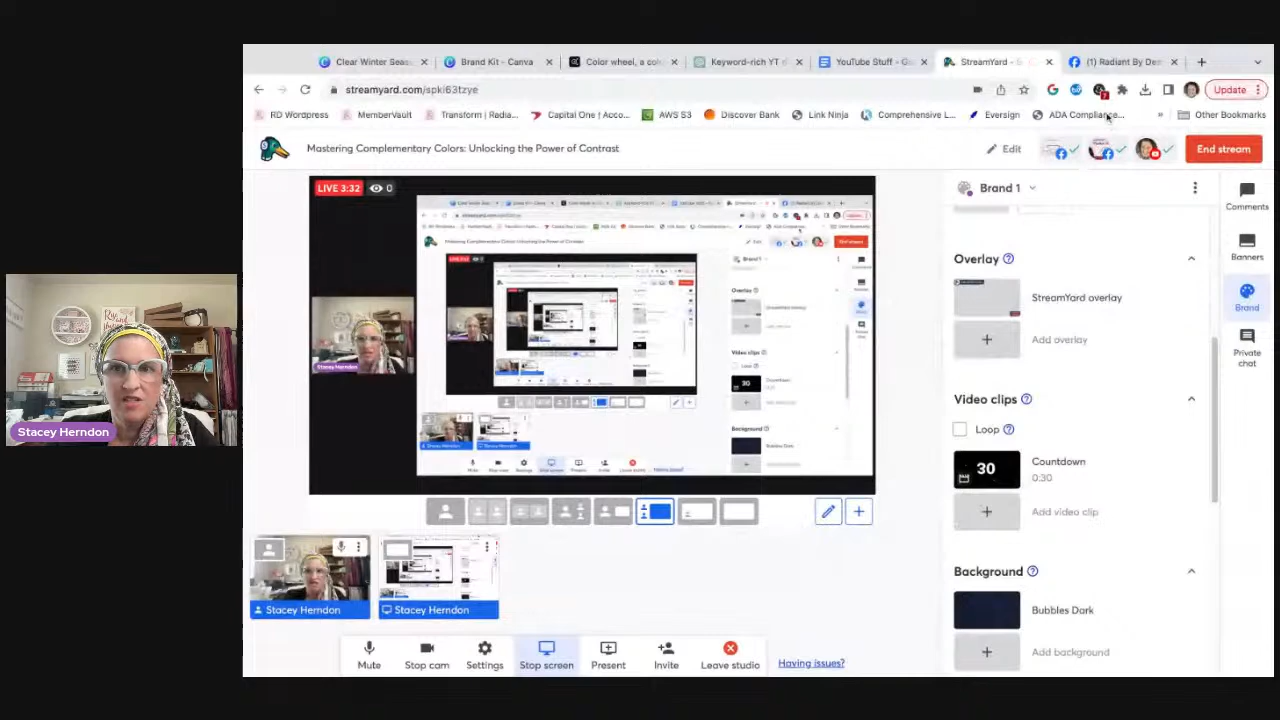 Clear Winter Seas
Brand Kit - Canva
Color wheel, a col
Keyword-rich YT d
YouTube Stuff - G
StreamYard - S
(1) Radiant By Des
streamyard.com/spki63tzye
Update
RD Wordpress
MemberVault
Transform | Radia...
Capital One | Acco...
AWS S3
Discover Bank
Link Ninja
Comprehensive L...
Eversign
ADA Compliance...
Other Bookmarks
Mastering Complementary Colors: Unlocking the Power of Contrast
Edit
End stream
LIVE 3:32
0
Brand 1
Comments
Banners
Brand
Private
chat
Overlay
StreamYard overlay
Add overlay
Video clips
Loop
30
Countdown
0:30
Add video clip
Background
Bubbles Dark
Add background
Stacey Herndon
Stacey Herndon
Stacey Herndon
Stacey Herndon
Mute
Stop cam
Settings
Stop screen
Present
Invite
Leave studio
Having issues?